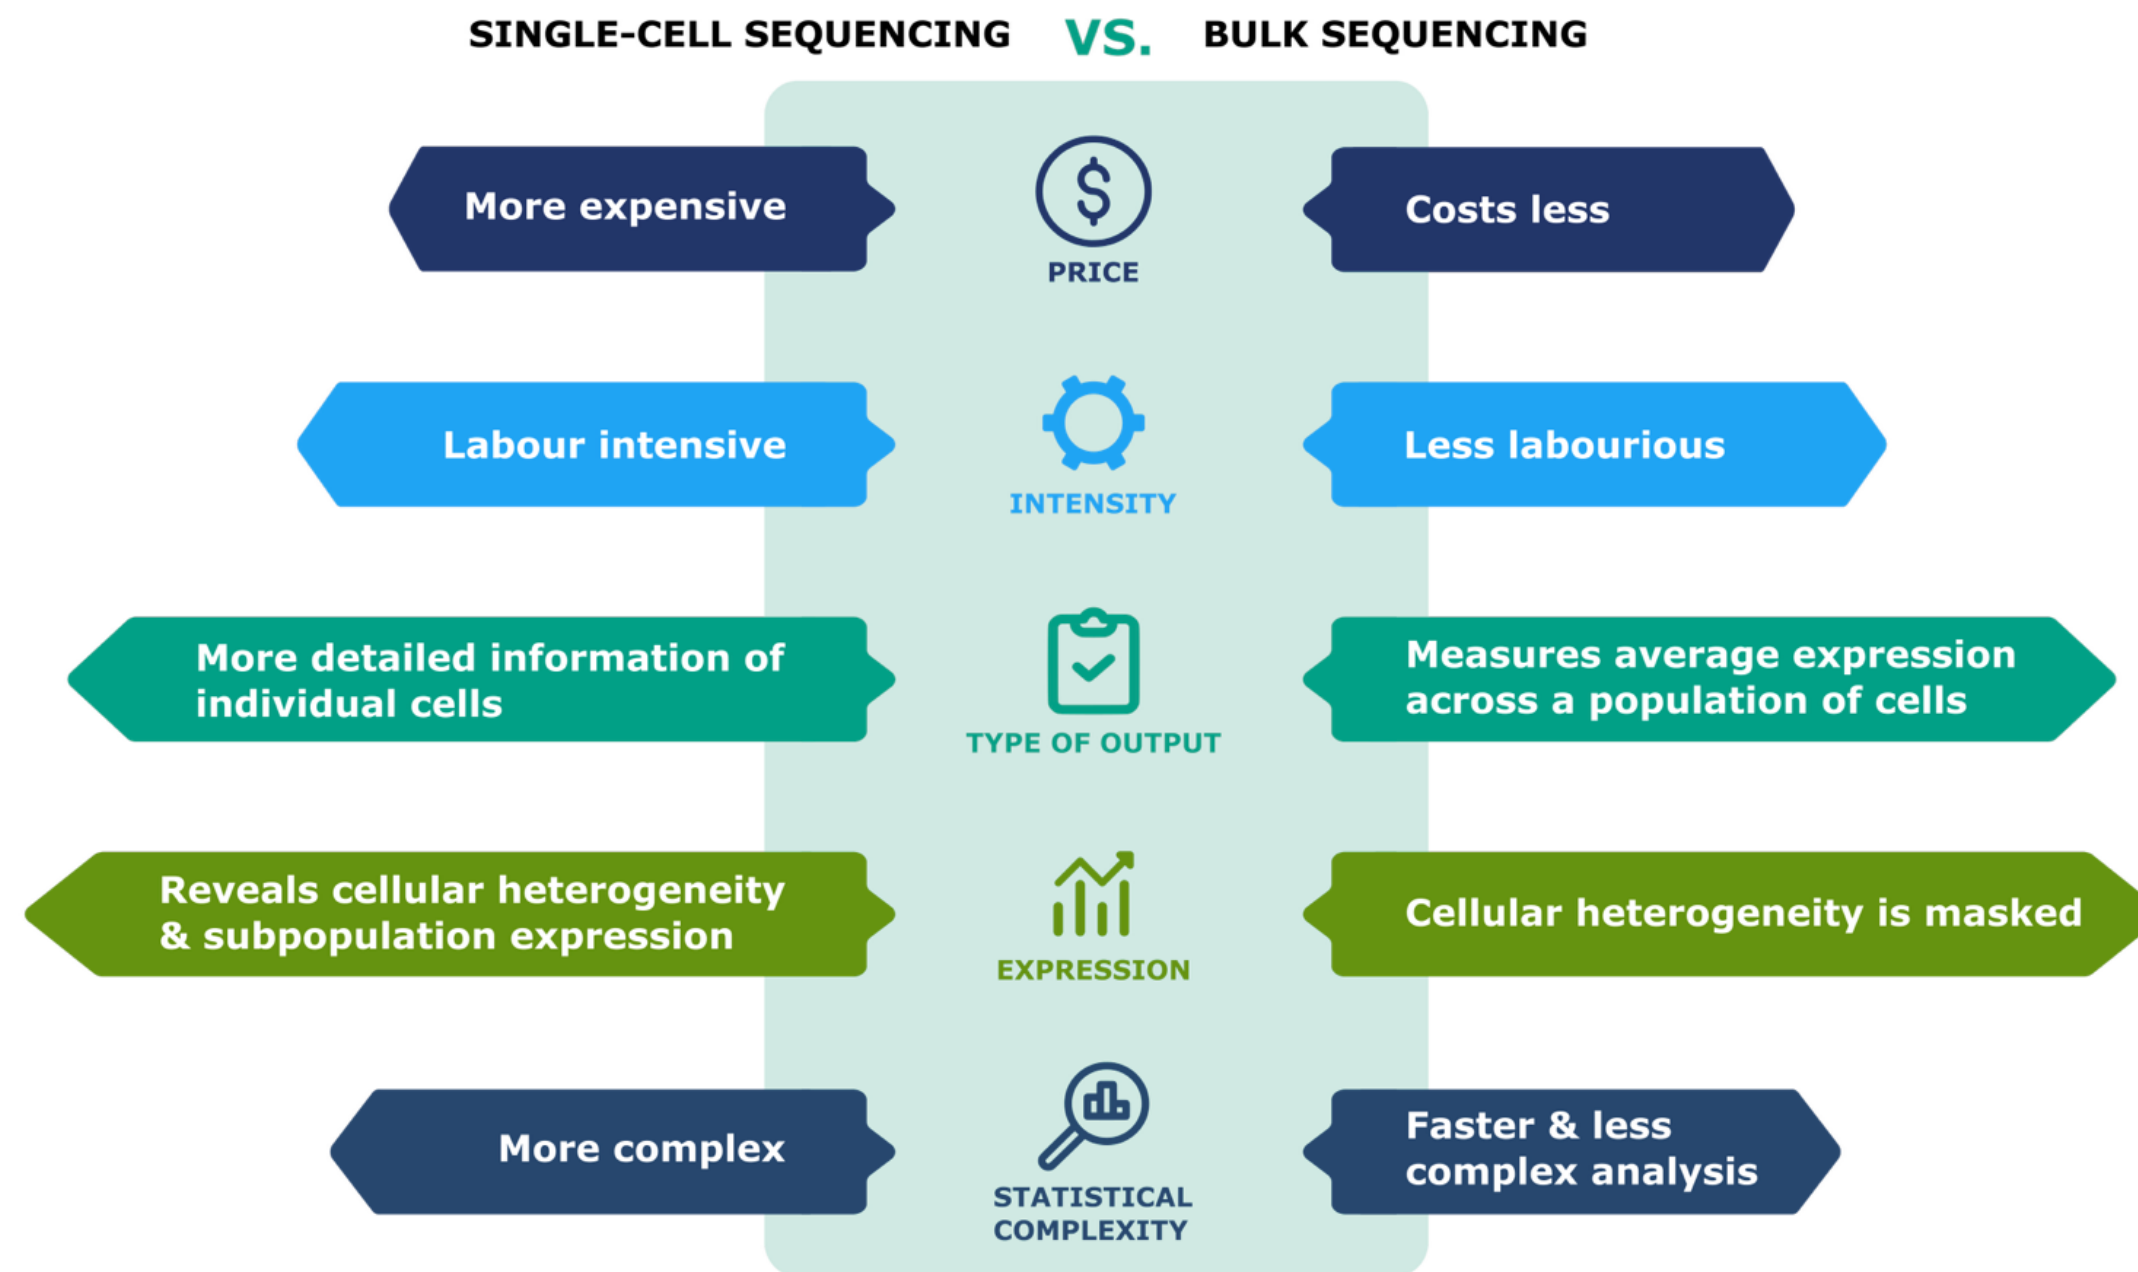 SINGLE-CELL SEQUENCING VS. BULK SEQUENCING
More expensive
PRICE
Costs less
Labour intensive
INTENSITY
Less labourious
More detailed information of
individual cells
TYPE OF OUTPUT
Measures average expression
across a population of cells
Reveals cellular heterogeneity
& subpopulation expression
EXPRESSION
Cellular heterogeneity is masked
More complex
STATISTICAL
COMPLEXITY
Faster & less
complex analysis